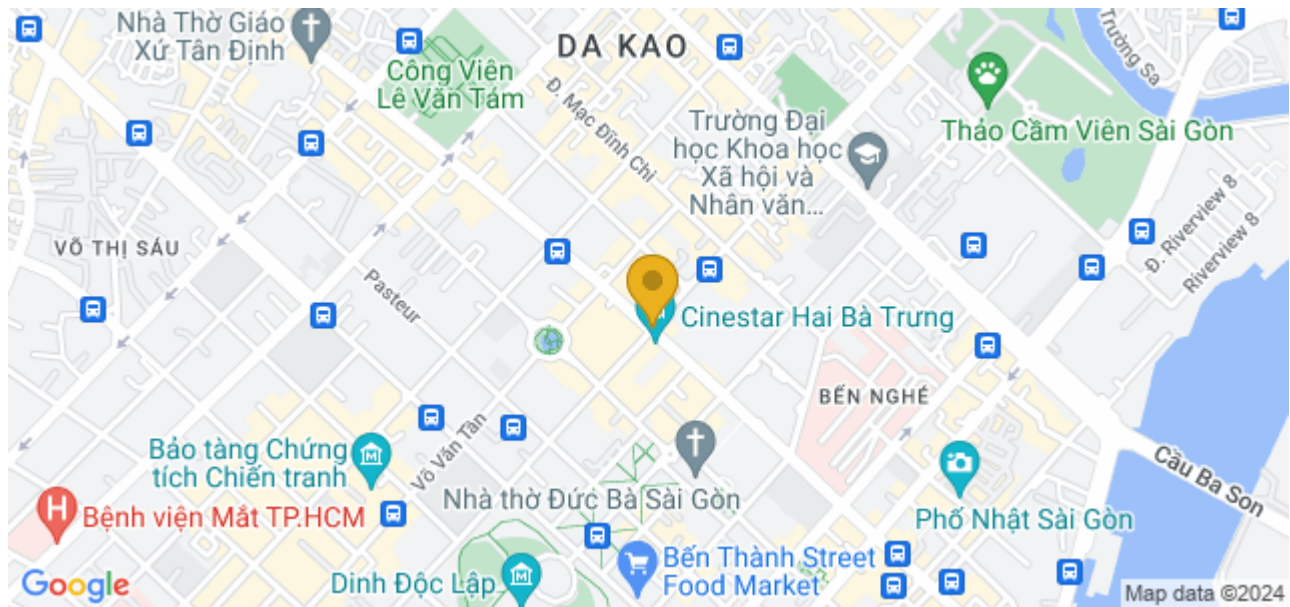 Nhà Thờ Giáo
Xứ Tân Định
DA KAO
Công Viên
Lê Văn Tám
Đ. Mạc Đĩnh Chi
Trường Đại
học Khoa học
Xã hội và
Nhân văn...
Thảo Cầm Viên Sài Gòn
Trường Sa
Đ. Riverview 8
Riverview 8
VÕ THỊ SÁU
Pasteur
Cinestar Hai Bà Trưng
BẾN NGHÉ
Bảo tàng Chứng
tích Chiến tranh
Võ Văn Tần
Nhà thờ Đức Bà Sài Gòn
Cầu Ba Son
H
Bệnh viện Mắt TP.HCM
Phố Nhật Sài Gòn
Dinh Độc Lập
Bến Thành Street
Food Market
Google
Map data ©2024